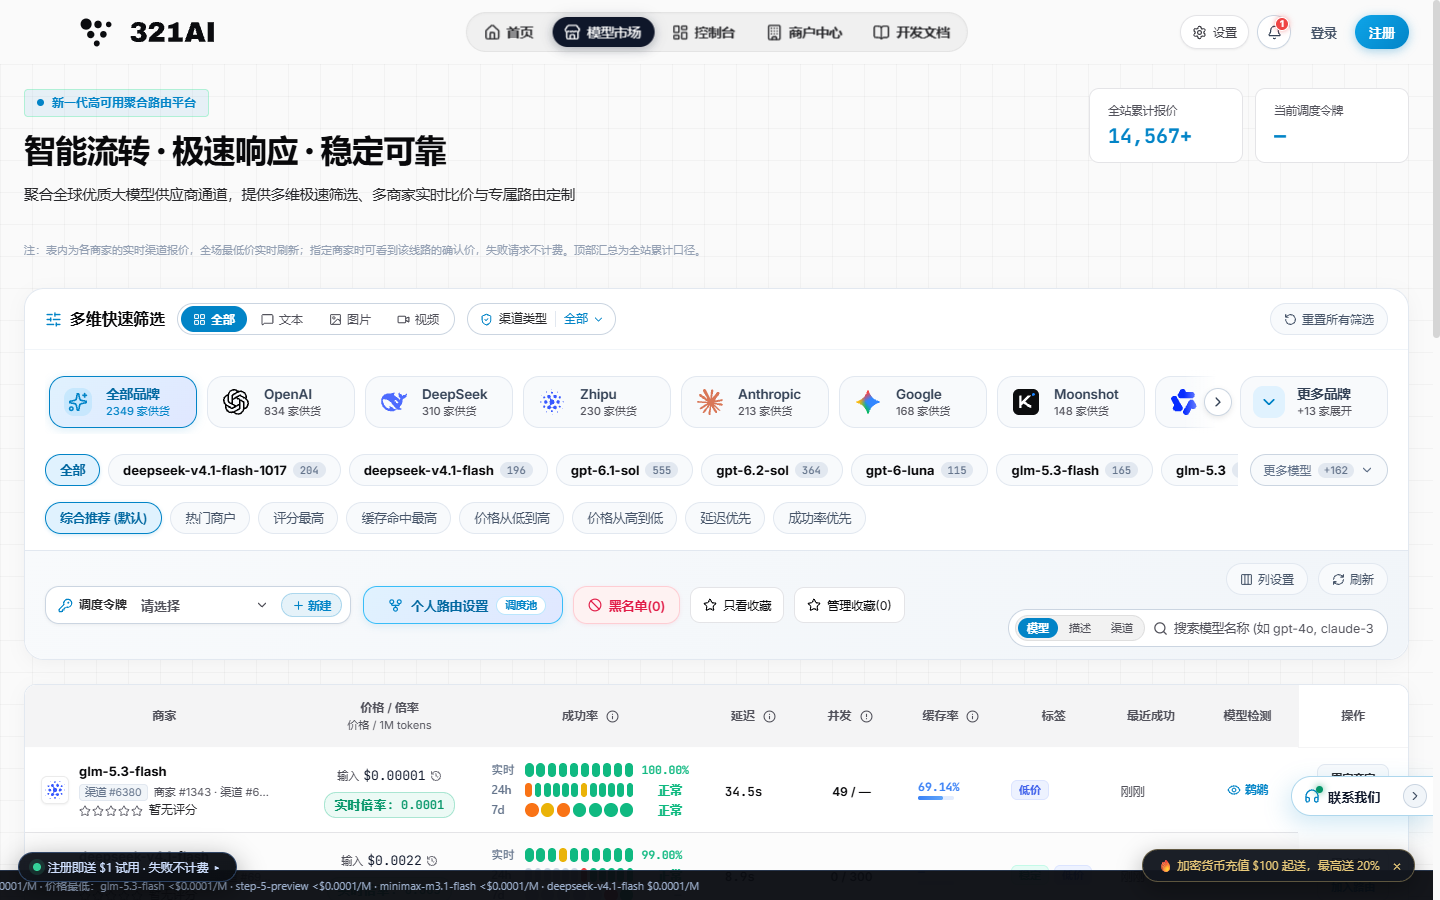 321AI
首页
模型市场
控制台
商户中心
开发文档
设置
1
登录
注册
新一代高可用聚合路由平台
智能流转 · 极速响应 · 稳定可靠
聚合全球优质大模型供应商通道，提供多维极速筛选、多商家实时比价与专属路由定制
全站累计报价
14,567+
当前调度令牌
—
注：表内为各商家的实时渠道报价，全场最低价实时刷新；指定商家时可看到该线路的确认价，失败请求不计费。顶部汇总为全站累计口径。
多维快速筛选
全部
文本
图片
视频
渠道类型
全部
重置所有筛选
全部品牌
2349 家供货
OpenAI
834 家供货
DeepSeek
310 家供货
Zhipu
230 家供货
Anthropic
213 家供货
Google
168 家供货
Moonshot
148 家供货
更多品牌
+13 家展开
全部
deepseek-v4.1-flash-1017 204
deepseek-v4.1-flash 196
gpt-6.1-sol 555
gpt-6.2-sol 364
gpt-6-luna 115
glm-5.3-flash 165
glm-5.3
更多模型 +162
综合推荐 (默认)
热门商户
评分最高
缓存命中最高
价格从低到高
价格从高到低
延迟优先
成功率优先
列设置
刷新
调度令牌
请选择
+ 新建
个人路由设置
调度池
黑名单(0)
只看收藏
管理收藏(0)
模型
描述
渠道
搜索模型名称 (如 gpt-4o, claude-3
商家
价格 / 倍率
价格 / 1M tokens
成功率
延迟
并发
缓存率
标签
最近成功
模型检测
操作
glm-5.3-flash
渠道 #6380 商家 #1343 · 渠道 #6...
暂无评分
输入 $0.00001
实时倍率: 0.0001
实时 100.00%
24h 正常
7d 正常
34.5s
49 / —
69.14%
低价
刚刚
鹈鹕
联系我们
输入 $0.0022
实时 99.00%
注册即送 $1 试用 · 失败不计费
加密货币充值 $100 起送，最高送 20% ×
0001/M · 价格最低: glm-5.3-flash <$0.0001/M · step-5-preview <$0.0001/M · minimax-m3.1-flash <$0.0001/M · deepseek-v4.1-flash $0.0001/M